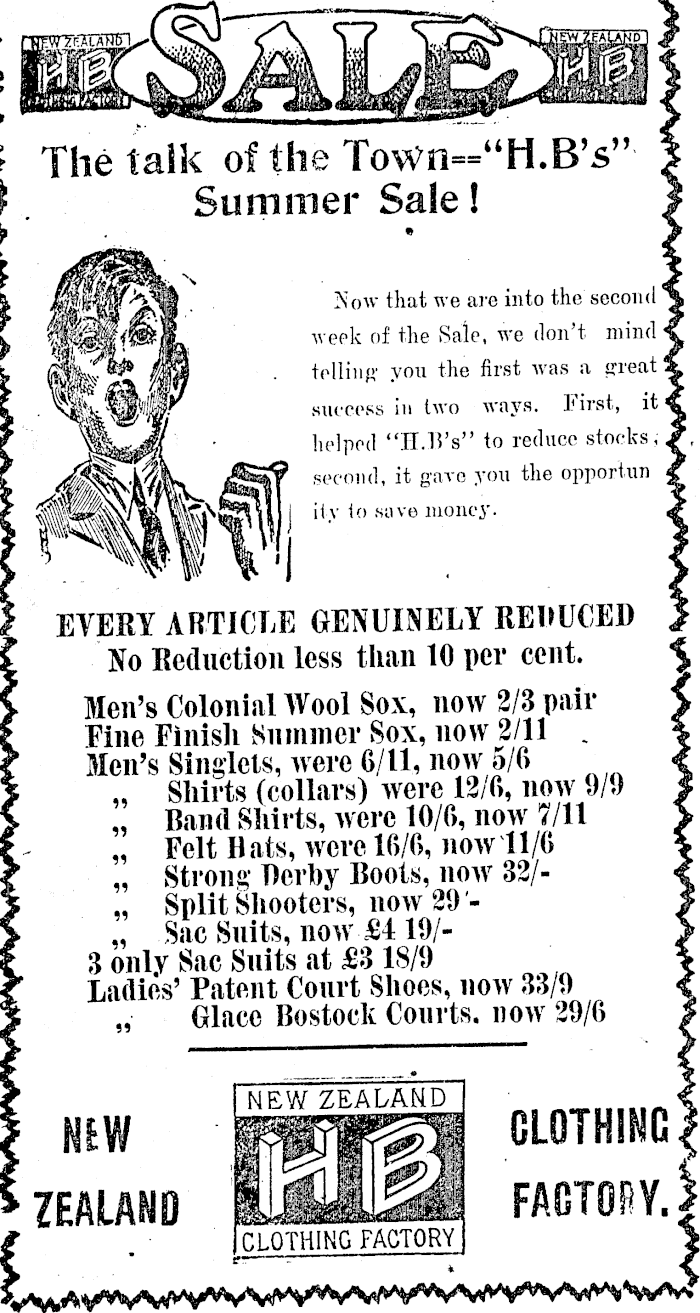 NEW ZEALAND
HB
CLOTHING FACTORY
SALE
NEW ZEALAND
HB
The talk of the Town=="H.B's"
Summer Sale!
Now that we are into the second
week of the Sale, we don't mind
telling you the first was a great
success in two ways. First, it
helped "H.B's" to reduce stocks;
second, it gave you the opportun
ity to save money.
EVERY ARTICLE GENUINELY REDUCED
No Reduction less than 10 per cent.
Men's Colonial Wool Sox, now 2/3 pair
Fine Finish Summer Sox, now 2/11
Men's Singlets, were 6/11, now 5/6
„ Shirts (collars) were 12/6, now 9/9
„ Band Shirts, were 10/6, now 7/11
„ Felt Hats, were 16/6, now 11/6
„ Strong Derby Boots, now 32/-
„ Split Shooters, now 29/-
„ Sac Suits, now £4 19/-
3 only Sac Suits at £3 18/9
Ladies' Patent Court Shoes, now 33/9
„ Glace Bostock Courts. now 29/6
NEW
ZEALAND
NEW ZEALAND
HB
CLOTHING FACTORY
CLOTHING
FACTORY.